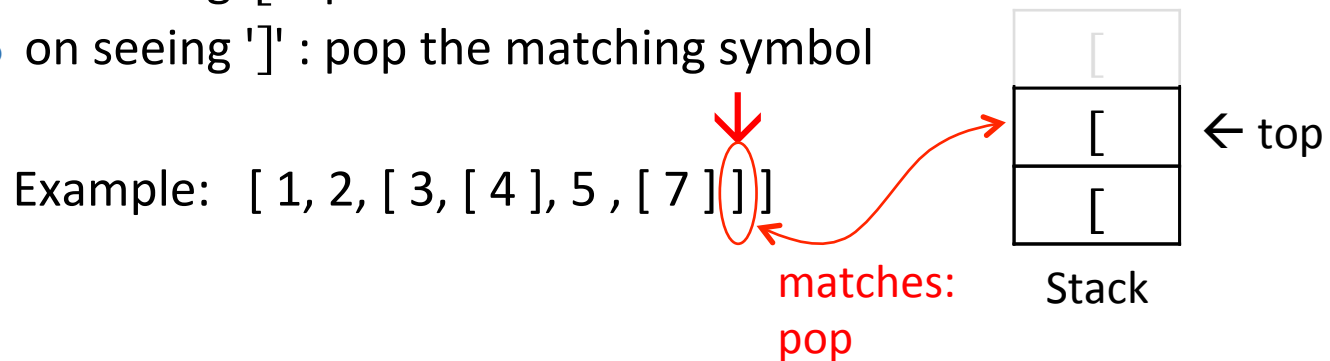 on seeing ']' : pop the matching symbol
[
[
← top
Example: [ 1, 2, [ 3, [ 4 ], 5 , [ 7 ] ] ]
[
matches:
pop
Stack